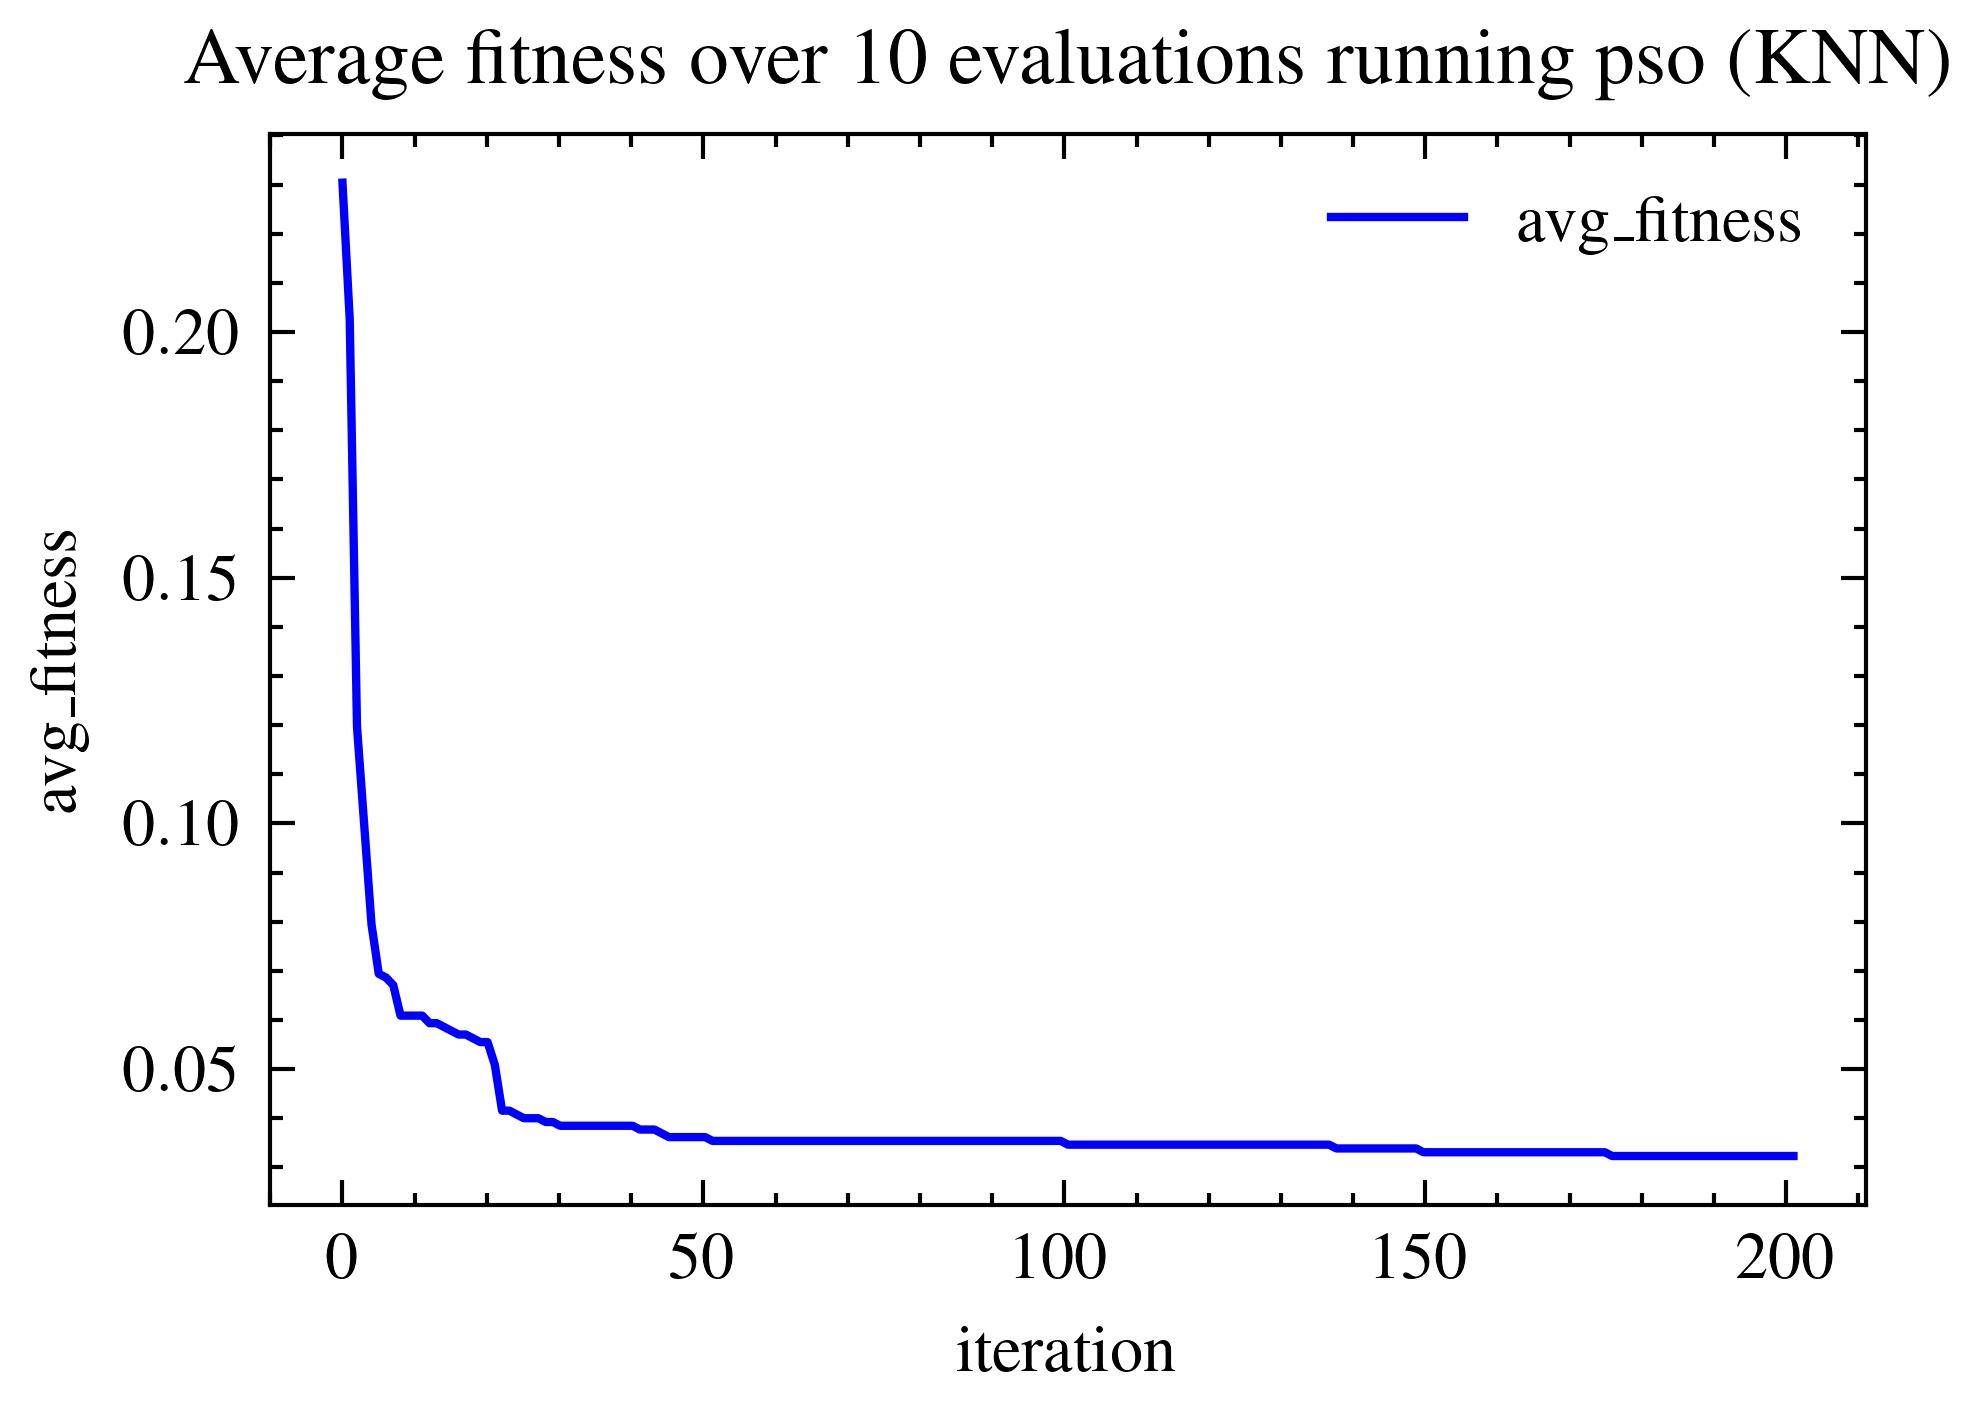 Average fitness over 10 evaluations running pso (KNN)
avg_fitness
0.20
0.15
0.10
0.05
avg_fitness
0 50 100 150 200
iteration